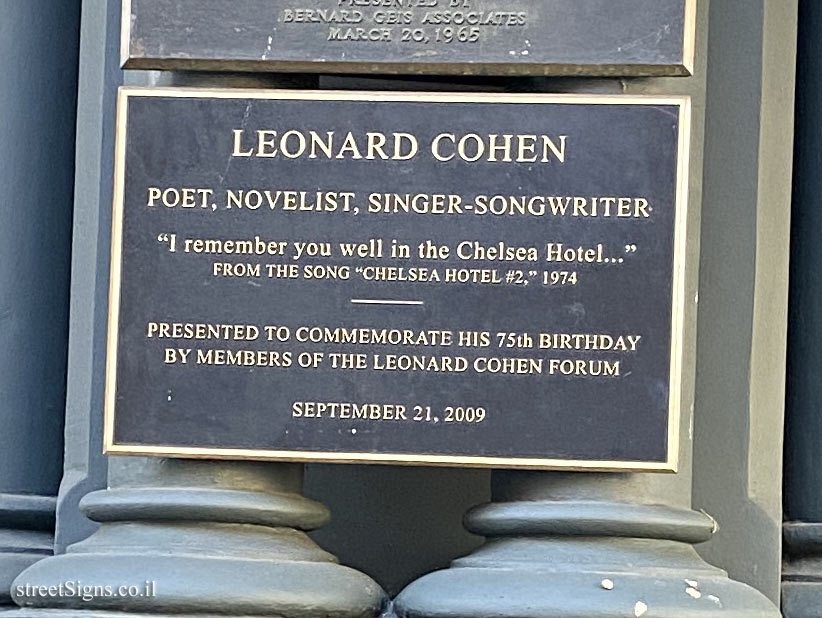 PRESENTED BY
BERNARD GEIS ASSOCIATES
MARCH 20, 1965
LEONARD COHEN
POET, NOVELIST, SINGER-SONGWRITER
“I remember you well in the Chelsea Hotel...”
FROM THE SONG “CHELSEA HOTEL #2,” 1974
PRESENTED TO COMMEMORATE HIS 75th BIRTHDAY
BY MEMBERS OF THE LEONARD COHEN FORUM
SEPTEMBER 21, 2009
streetSigns.co.il